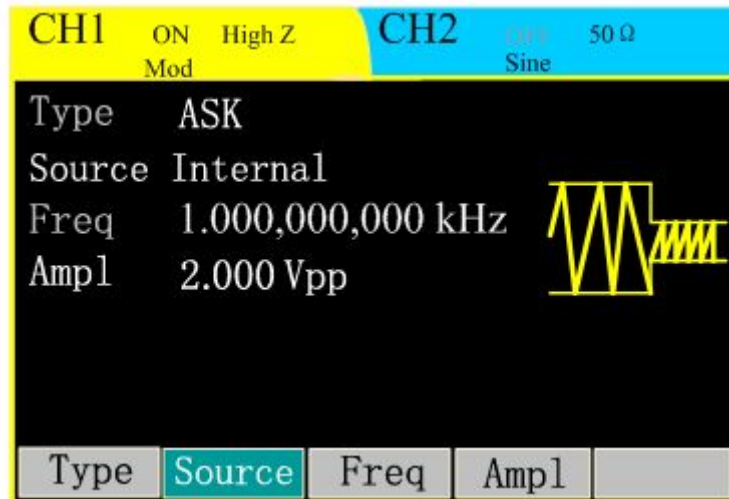 CH1 ON High Z CH2 OFF 50 Ω
Mod Sine
Type ASK
Source Internal
Freq 1.000,000,000 kHz
Ampl 2.000 Vpp
Type Source Freq Ampl